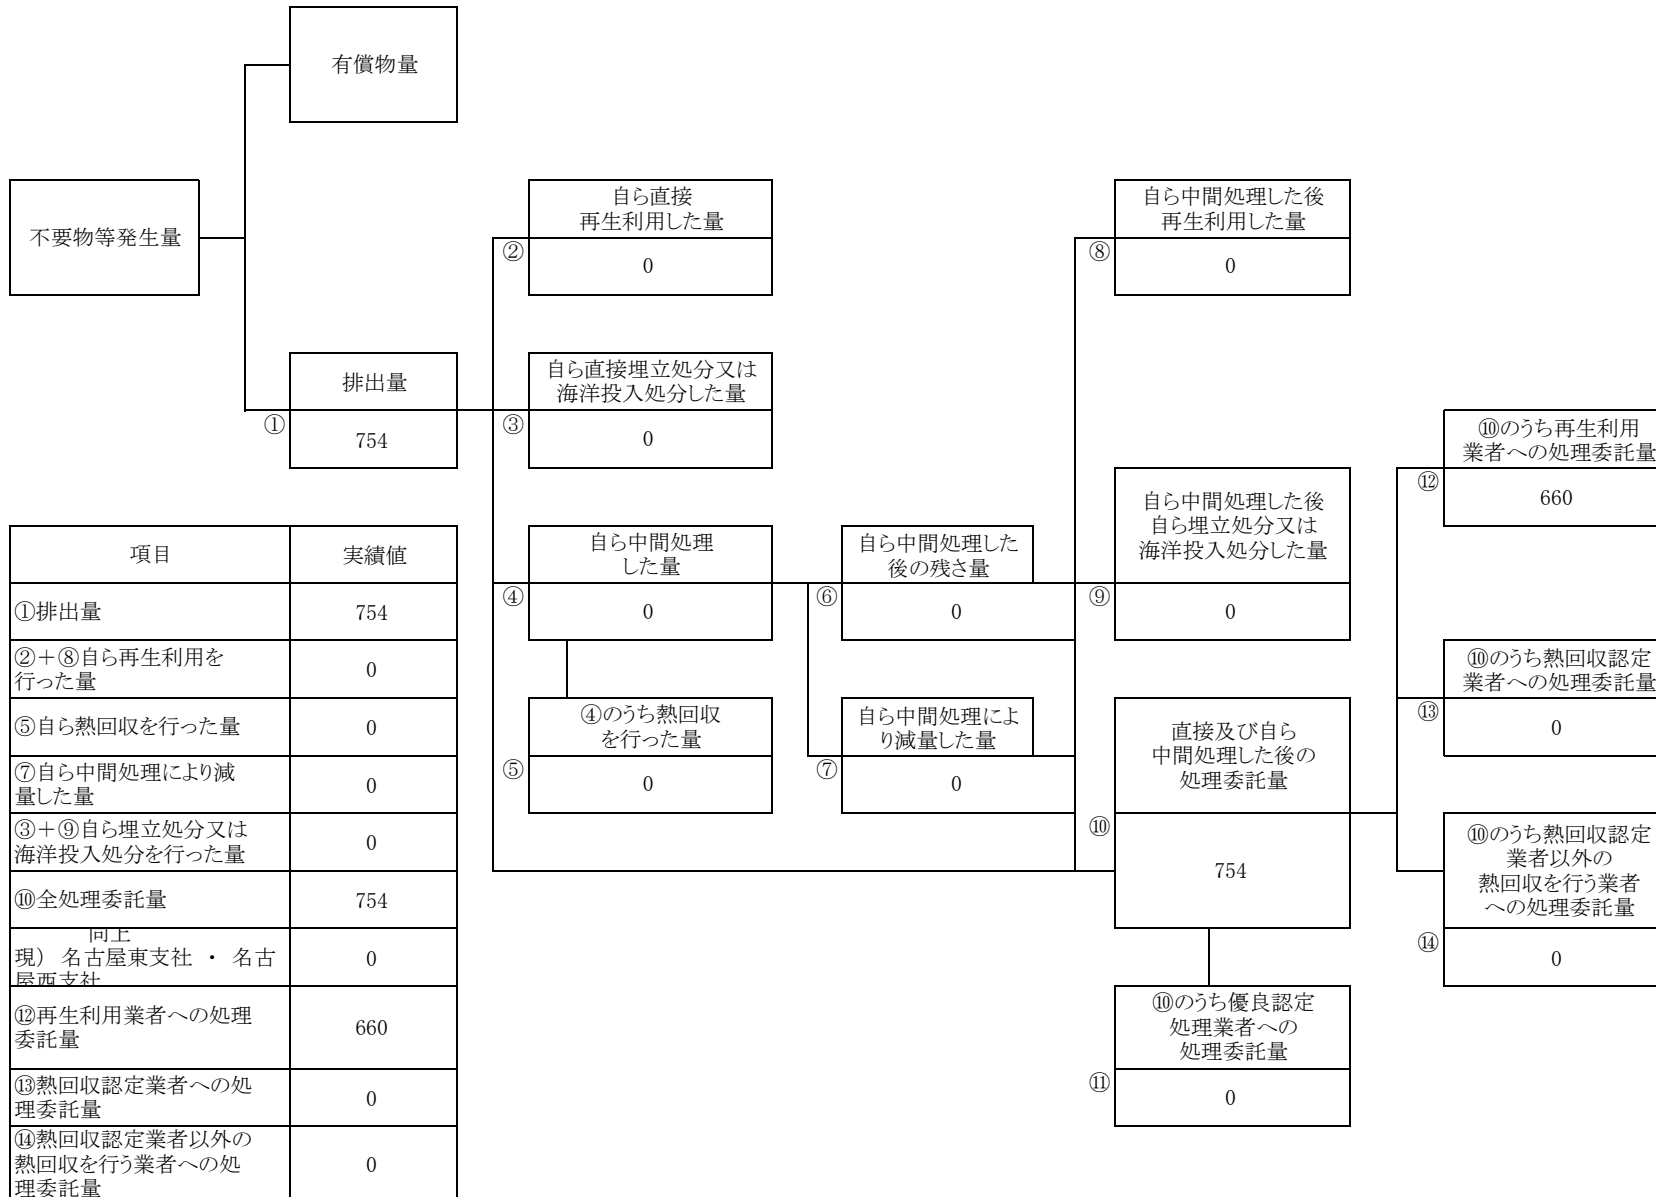 有償物量
不要物等発生量
自ら直接
再生利用した量
②
0
自ら中間処理した後
再生利用した量
⑧
0
排出量
①
754
自ら直接埋立処分又は
海洋投入処分した量
③
0
⑩のうち再生利用
業者への処理委託量
⑫
660
自ら中間処理した後
自ら埋立処分又は
海洋投入処分した量
⑨
0
自ら中間処理
した量
④
0
自ら中間処理した
後の残さ量
⑥
0
⑩のうち熱回収認定
業者への処理委託量
⑬
0
④のうち熱回収
を行った量
⑤
0
自ら中間処理によ
り減量した量
⑦
0
直接及び自ら
中間処理した後の
処理委託量
⑩
754
⑩のうち熱回収認定
業者以外の
熱回収を行う業者
への処理委託量
⑭
0
⑩のうち優良認定
処理業者への
処理委託量
⑪
0
項目 実績値
①排出量 754
②＋⑧自ら再生利用を
行った量 0
⑤自ら熱回収を行った量 0
⑦自ら中間処理により減
量した量 0
③＋⑨自ら埋立処分又は
海洋投入処分を行った量 0
⑩全処理委託量 754
同上
現） 名古屋東支社 ・ 名古
屋西支社 0
⑫再生利用業者への処理
委託量 660
⑬熱回収認定業者への処
理委託量 0
⑭熱回収認定業者以外の
熱回収を行う業者への処
理委託量 0